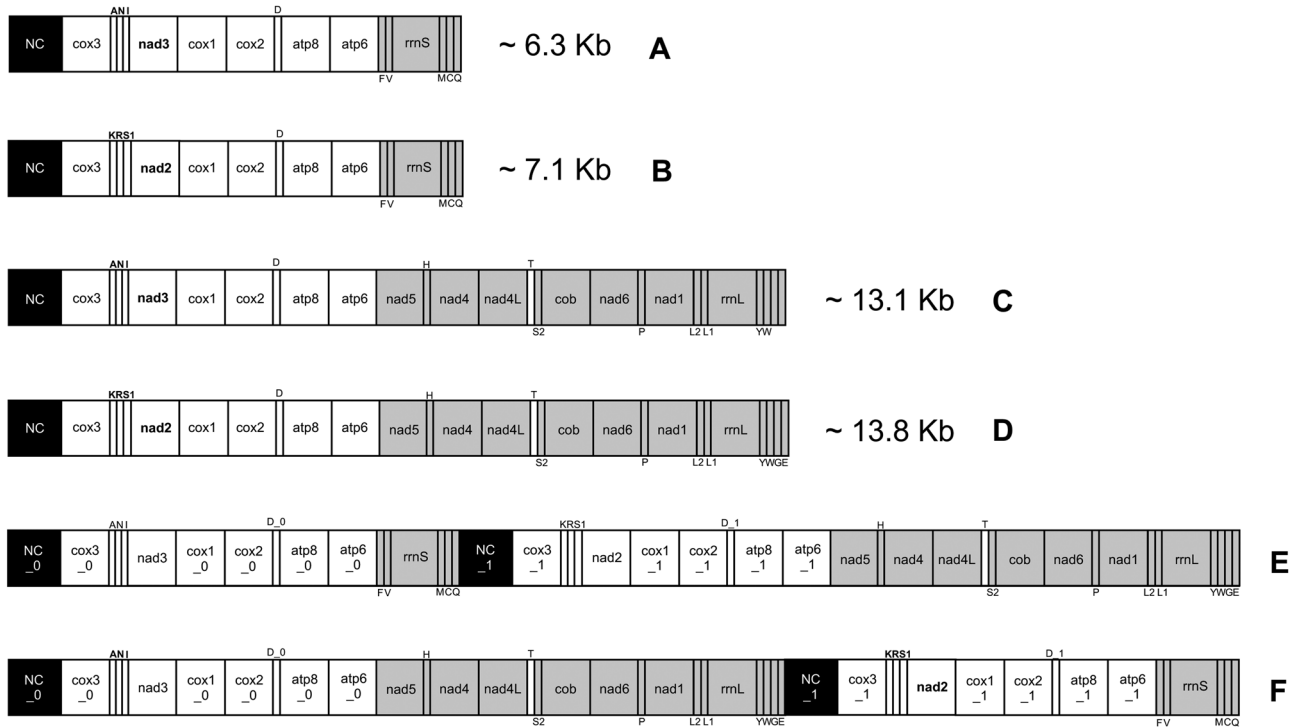 ANI D
NC cox3 nad3 cox1 cox2 atp8 atp6 rrnS ~ 6.3 Kb A
FV MCQ
KRS1 D
NC cox3 nad2 cox1 cox2 atp8 atp6 rrnS ~ 7.1 Kb B
FV MCQ
ANI D H T
NC cox3 nad3 cox1 cox2 atp8 atp6 nad5 nad4 nad4L cob nad6 nad1 rrnL ~ 13.1 Kb C
S2 P L2 L1 YW
KRS1 D H T
NC cox3 nad2 cox1 cox2 atp8 atp6 nad5 nad4 nad4L cob nad6 nad1 rrnL ~ 13.8 Kb D
S2 P L2 L1 YWGE
ANI D_0 KRS1 D_1 H T
NC cox3 nad3 cox1 cox2 atp8 atp6 rrnS NC cox3 nad2 cox1 cox2 atp8 atp6 nad5 nad4 nad4L cob nad6 nad1 rrnL E
_0 _0 _0 _0 _0 _0 _1 _1 _1 _1 _1 _1
FV MCQ S2 P L2 L1 YWGE
ANI D_0 H T KRS1 D_1
NC cox3 nad3 cox1 cox2 atp8 atp6 nad5 nad4 nad4L cob nad6 nad1 rrnL NC cox3 nad2 cox1 cox2 atp8 atp6 rrnS F
_0 _0 _0 _0 _0 _0 _1 _1 _1 _1 _1 _1
S2 P L2 L1 YWGE FV MCQ